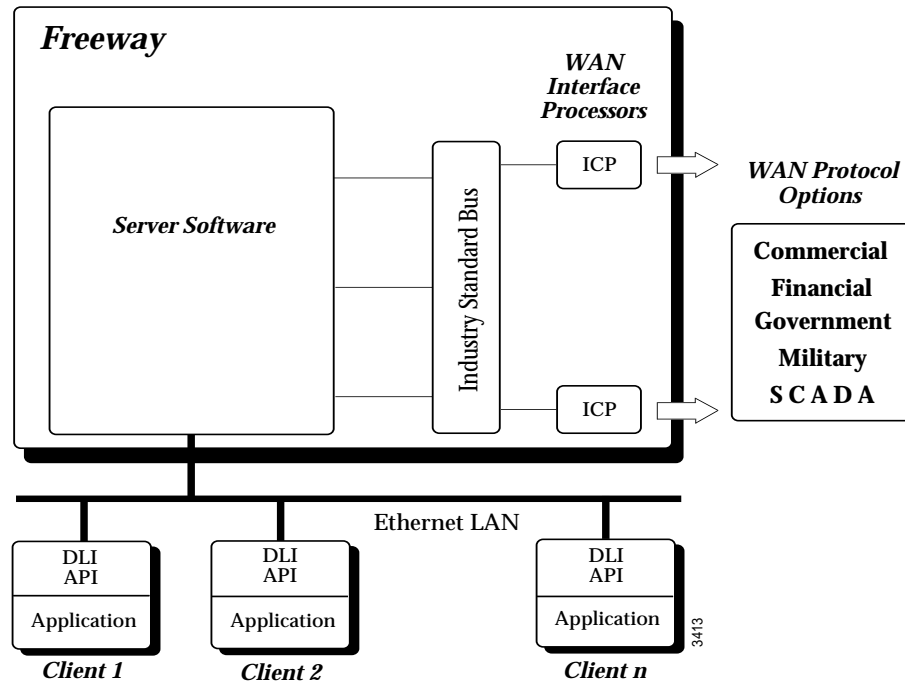 Freeway
WAN
Interface
Processors
Server Software
Industry Standard Bus
ICP
ICP
WAN Protocol
Options
Commercial
Financial
Government
Military
S C A D A
Ethernet LAN
DLI
API
Application
Client 1
DLI
API
Application
Client 2
DLI
API
Application
Client n
3413